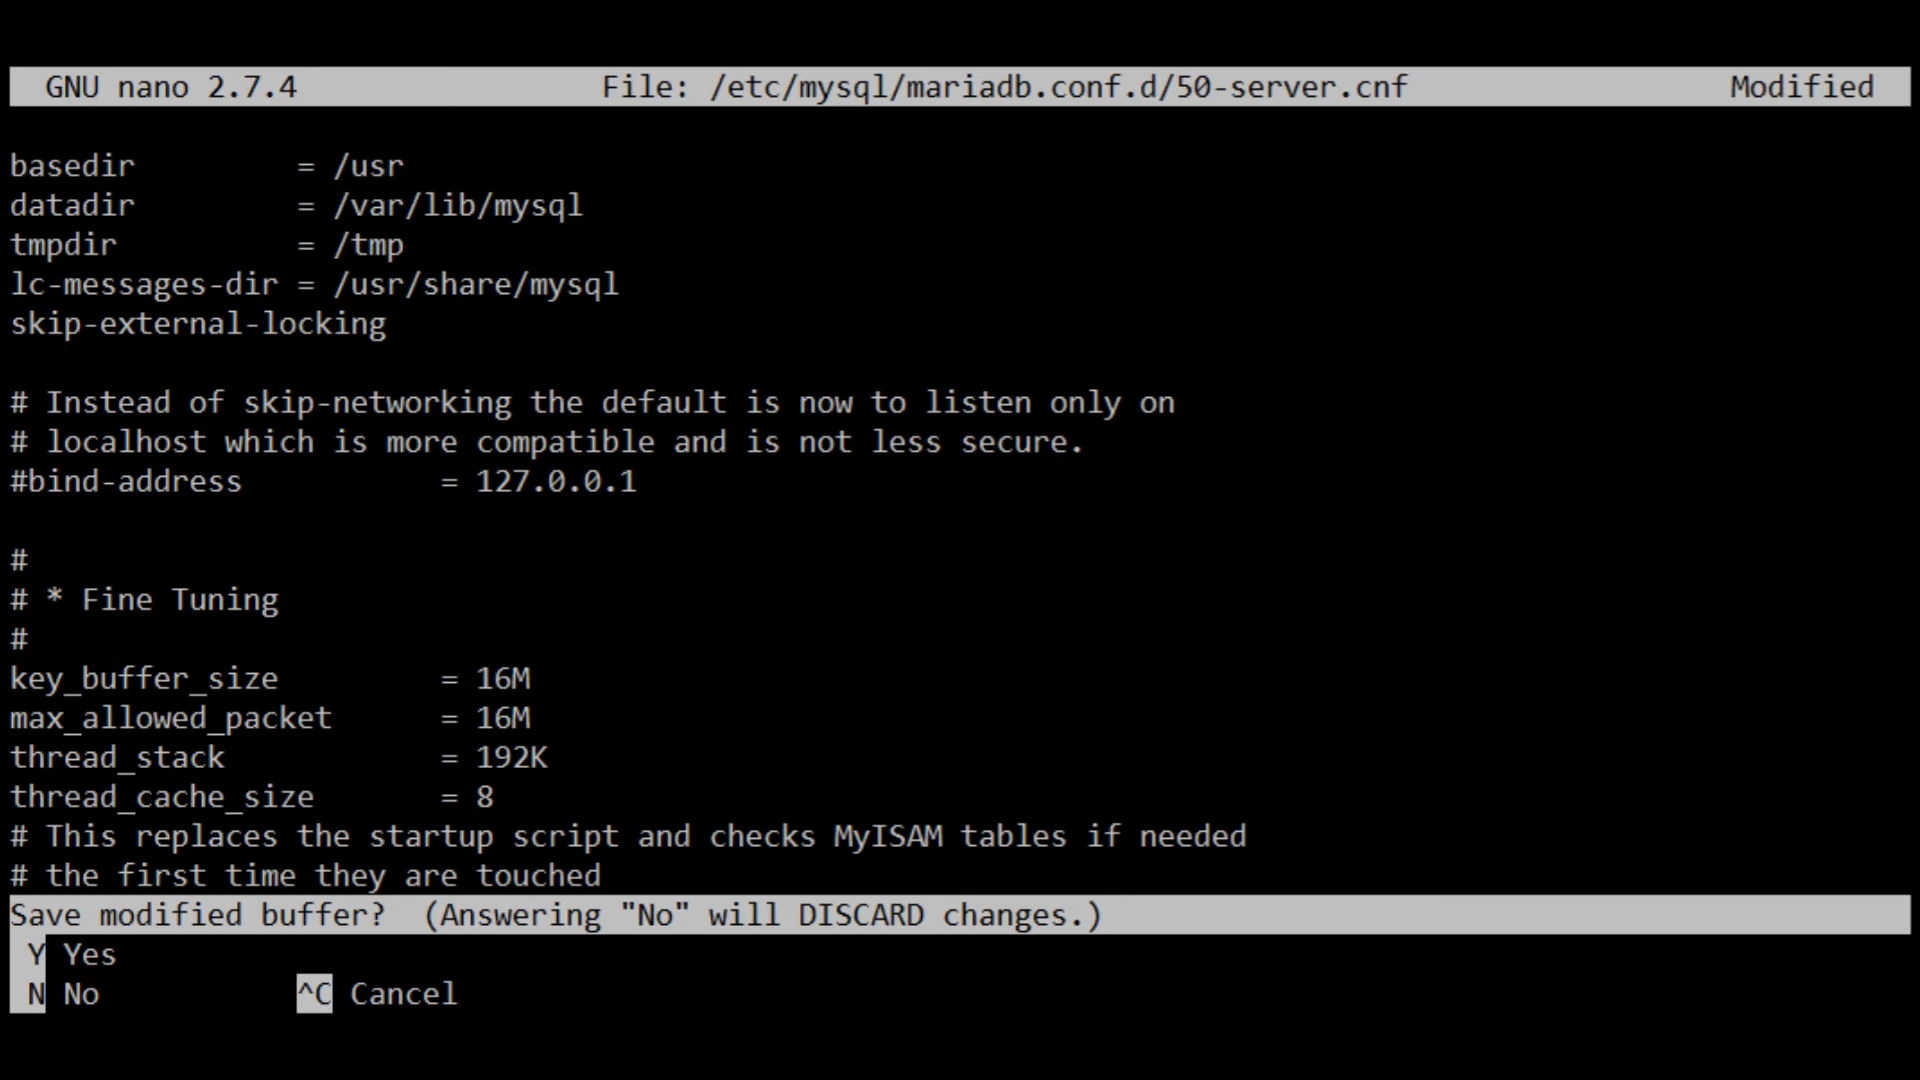 GNU nano 2.7.4 File: /etc/mysql/mariadb.conf.d/50-server.cnf Modified
basedir = /usr
datadir = /var/lib/mysql
tmpdir = /tmp
lc-messages-dir = /usr/share/mysql
skip-external-locking
# Instead of skip-networking the default is now to listen only on
# localhost which is more compatible and is not less secure.
#bind-address = 127.0.0.1
#
# * Fine Tuning
#
key_buffer_size = 16M
max_allowed_packet = 16M
thread_stack = 192K
thread_cache_size = 8
# This replaces the startup script and checks MyISAM tables if needed
# the first time they are touched
Save modified buffer? (Answering "No" will DISCARD changes.)
Y Yes
N No ^C Cancel